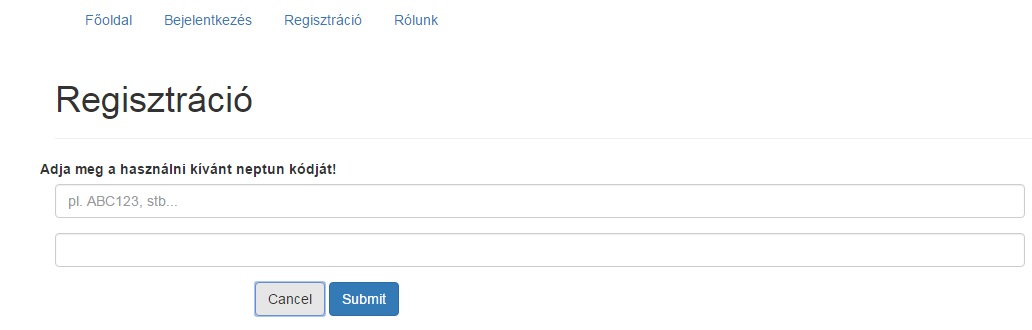 Főoldal Bejelentkezés Regisztráció Rólunk
Regisztráció
Adja meg a használni kívánt neptun kódját!
pl. ABC123, stb...
Cancel Submit